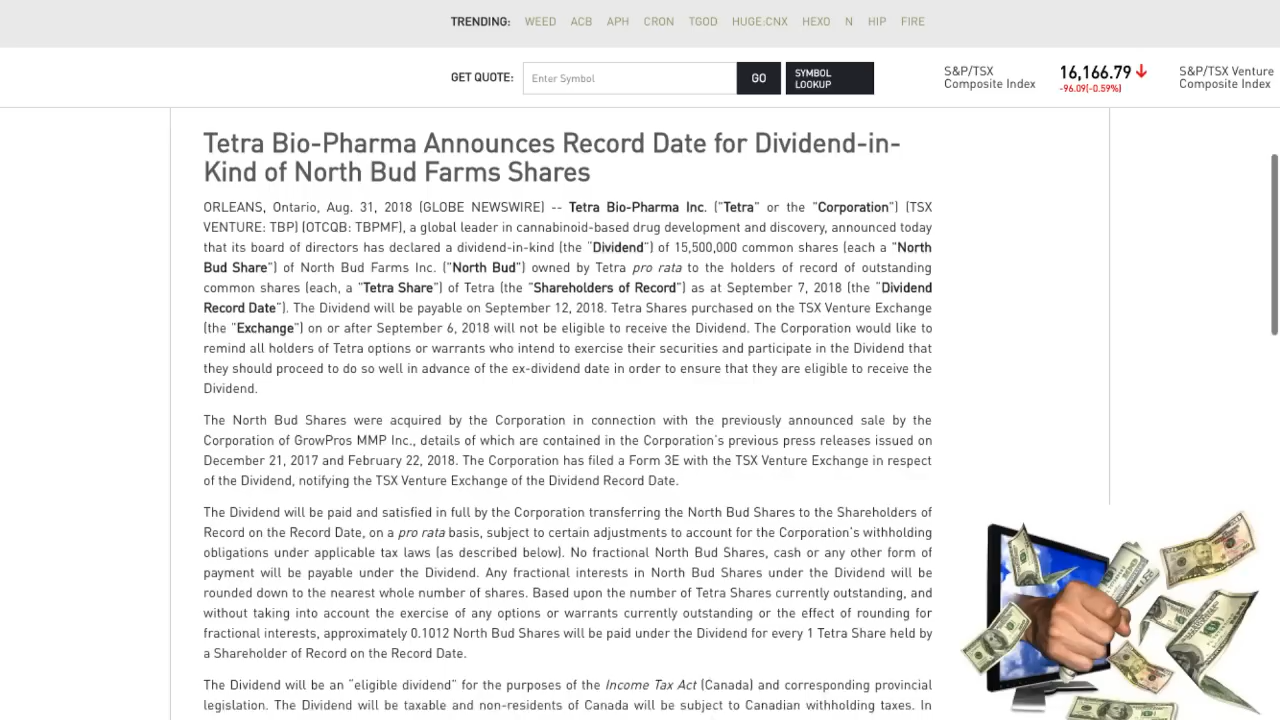 TRENDING: WEED ACB APH CRON TGOD HUGE:CNX HEXO N HIP FIRE
GET QUOTE: Enter Symbol GO SYMBOL LOOKUP
S&P/TSX Composite Index 16,166.79 -96.09(-0.59%)
S&P/TSX Venture Composite Index
Tetra Bio-Pharma Announces Record Date for Dividend-in-
Kind of North Bud Farms Shares
ORLEANS, Ontario, Aug. 31, 2018 (GLOBE NEWSWIRE) -- Tetra Bio-Pharma Inc. ("Tetra" or the "Corporation") (TSX
VENTURE: TBP) (OTCQB: TBPMF), a global leader in cannabinoid-based drug development and discovery, announced today
that its board of directors has declared a dividend-in-kind (the "Dividend") of 15,500,000 common shares (each a "North
Bud Share") of North Bud Farms Inc. ("North Bud") owned by Tetra pro rata to the holders of record of outstanding
common shares (each, a "Tetra Share") of Tetra (the "Shareholders of Record") as at September 7, 2018 (the "Dividend
Record Date"). The Dividend will be payable on September 12, 2018. Tetra Shares purchased on the TSX Venture Exchange
(the "Exchange") on or after September 6, 2018 will not be eligible to receive the Dividend. The Corporation would like to
remind all holders of Tetra options or warrants who intend to exercise their securities and participate in the Dividend that
they should proceed to do so well in advance of the ex-dividend date in order to ensure that they are eligible to receive the
Dividend.
The North Bud Shares were acquired by the Corporation in connection with the previously announced sale by the
Corporation of GrowPros MMP Inc., details of which are contained in the Corporation's previous press releases issued on
December 21, 2017 and February 22, 2018. The Corporation has filed a Form 3E with the TSX Venture Exchange in respect
of the Dividend, notifying the TSX Venture Exchange of the Dividend Record Date.
The Dividend will be paid and satisfied in full by the Corporation transferring the North Bud Shares to the Shareholders of
Record on the Record Date, on a pro rata basis, subject to certain adjustments to account for the Corporation's withholding
obligations under applicable tax laws (as described below). No fractional North Bud Shares, cash or any other form of
payment will be payable under the Dividend. Any fractional interests in North Bud Shares under the Dividend will be
rounded down to the nearest whole number of shares. Based upon the number of Tetra Shares currently outstanding, and
without taking into account the exercise of any options or warrants currently outstanding or the effect of rounding for
fractional interests, approximately 0.1012 North Bud Shares will be paid under the Dividend for every 1 Tetra Share held by
a Shareholder of Record on the Record Date.
The Dividend will be an "eligible dividend" for the purposes of the Income Tax Act (Canada) and corresponding provincial
legislation. The Dividend will be taxable and non-residents of Canada will be subject to Canadian withholding taxes. In